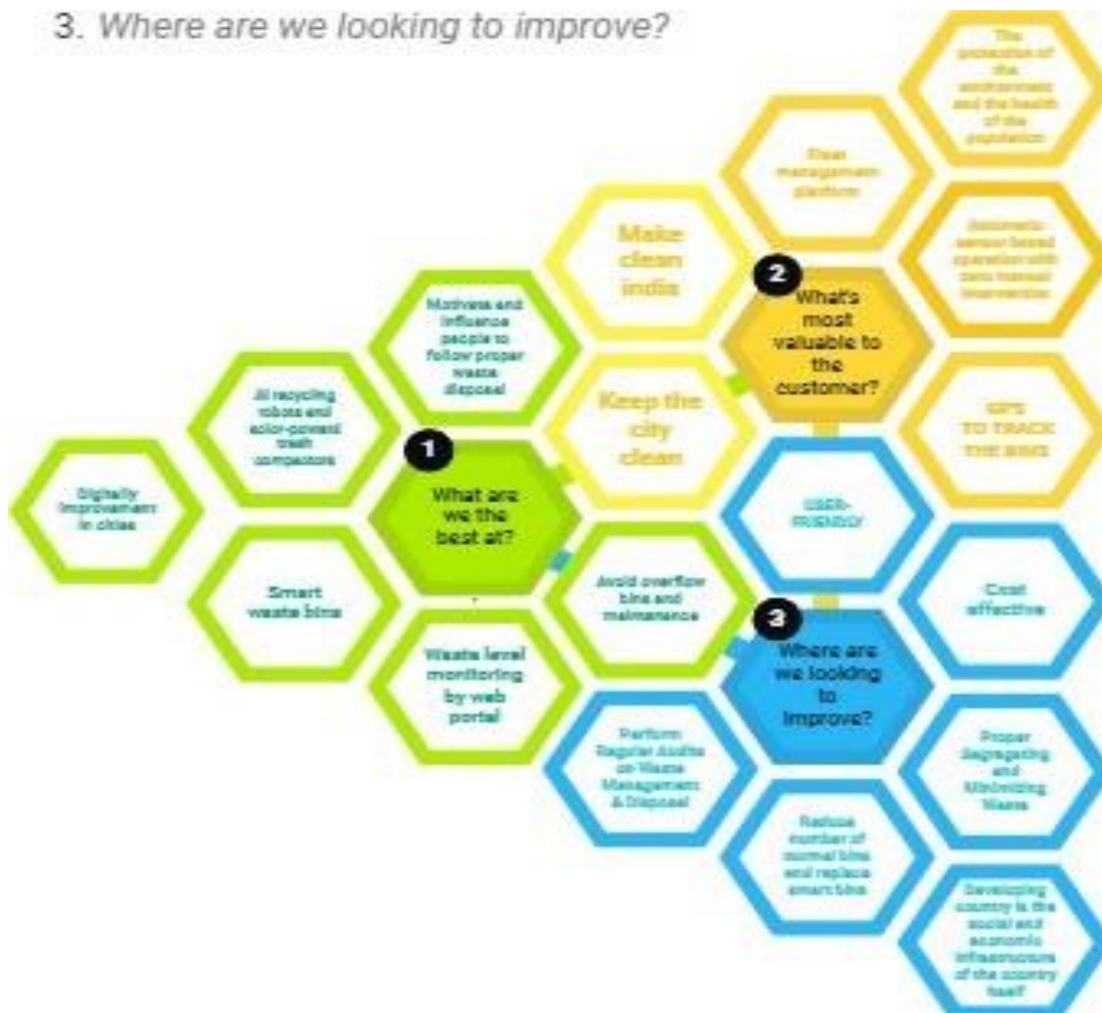 3. Where are we looking to improve?
The
protection of
the
environment
and the health
of the
population
Fleet
management
platform
Make
clean
india
Automatic
sensor based
operation with
zero manual
intervention
2
What's
most
valuable to
the
customer?
Motivate and
influence
people to
follow proper
waste
disposal
Keep the
city
clean
GPS
TO TRACK
THE BINS
AI recycling
robots and
solar-powered
trash
compactors
1
What are
we the
best at?
Digitally
improvement
in cities
USER-
FRIENDLY
Smart
waste bins
Avoid overflow
bins and
maintenance
Cost
effective
3
Where are
we looking
to
improve?
Waste level
monitoring
by web
portal
Perform
Regular Audits
on Waste
Management
& Disposal
Proper
Segregating
and
Minimizing
Waste
Reduce
number of
normal bins
and replace
smart bins
Developing
country is the
social and
economic
infrastructure
of the country
itself